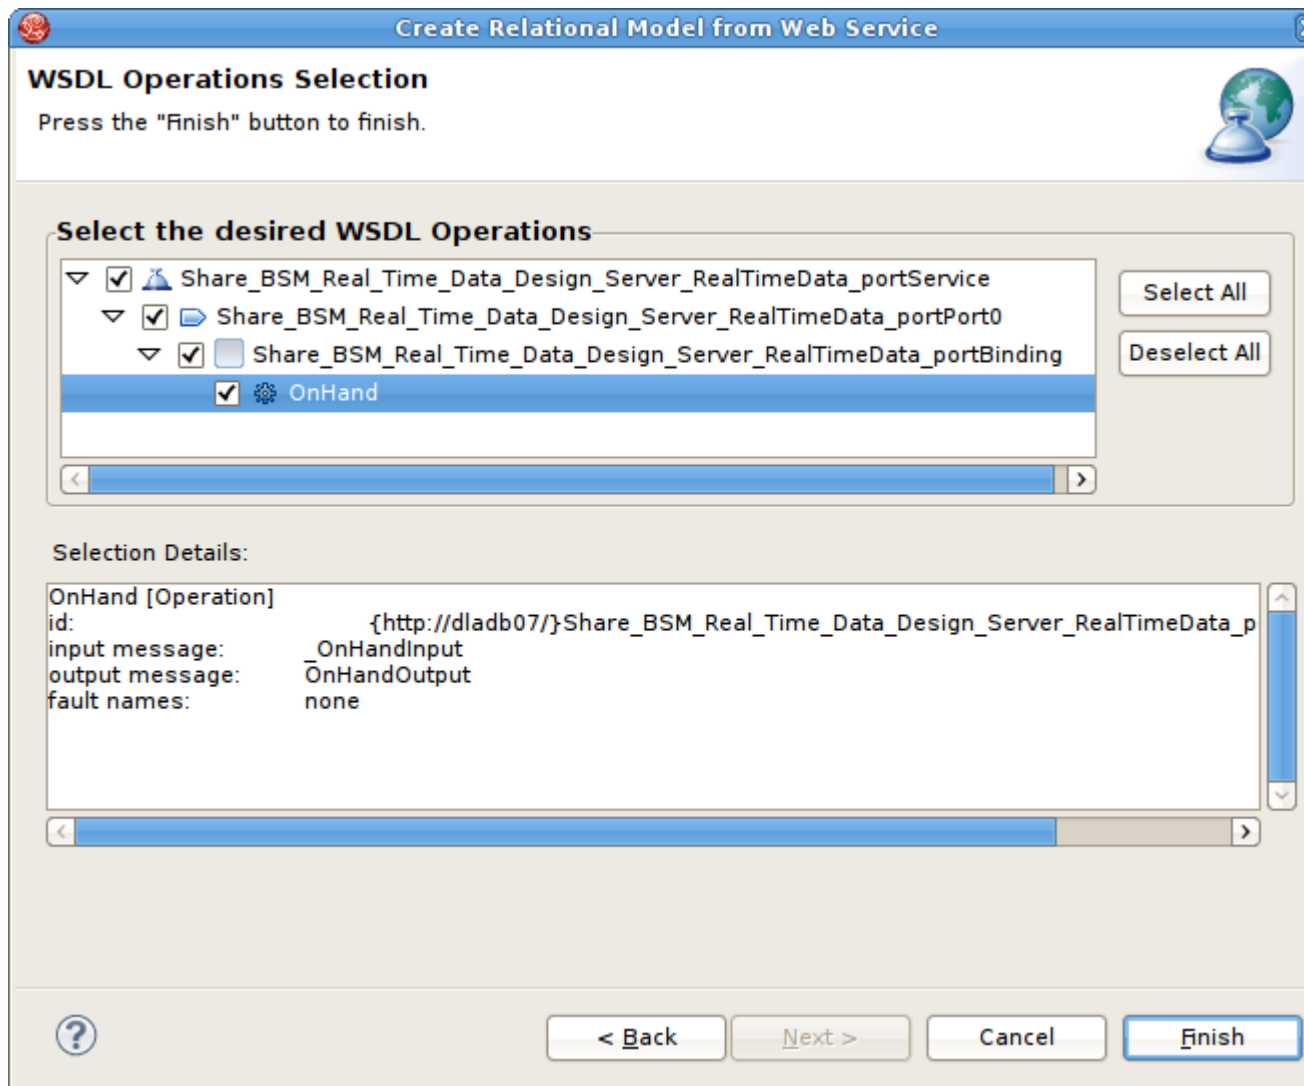 Create Relational Model from Web Service
WSDL Operations Selection
Press the "Finish" button to finish.
Select the desired WSDL Operations
Share_BSM_Real_Time_Data_Design_Server_RealTimeData_portService
Share_BSM_Real_Time_Data_Design_Server_RealTimeData_portPort0
Share_BSM_Real_Time_Data_Design_Server_RealTimeData_portBinding
OnHand
Select All
Deselect All
Selection Details:
OnHand [Operation]
id: {http://dladb07/}Share_BSM_Real_Time_Data_Design_Server_RealTimeData_p
input message: _OnHandInput
output message: OnHandOutput
fault names: none
< Back Next > Cancel Finish